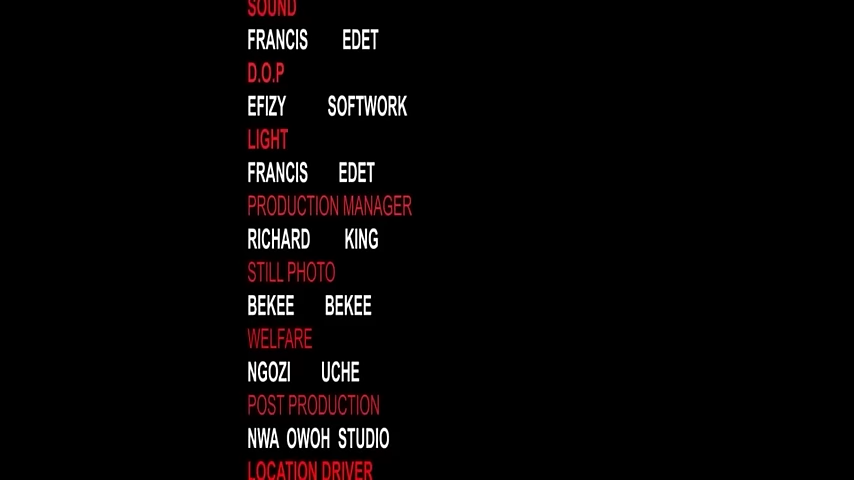 SOUND
FRANCIS EDET
D.O.P
EFIZY SOFTWORK
LIGHT
FRANCIS EDET
PRODUCTION MANAGER
RICHARD KING
STILL PHOTO
BEKEE BEKEE
WELFARE
NGOZI UCHE
POST PRODUCTION
NWA OWOH STUDIO
LOCATION DRIVER